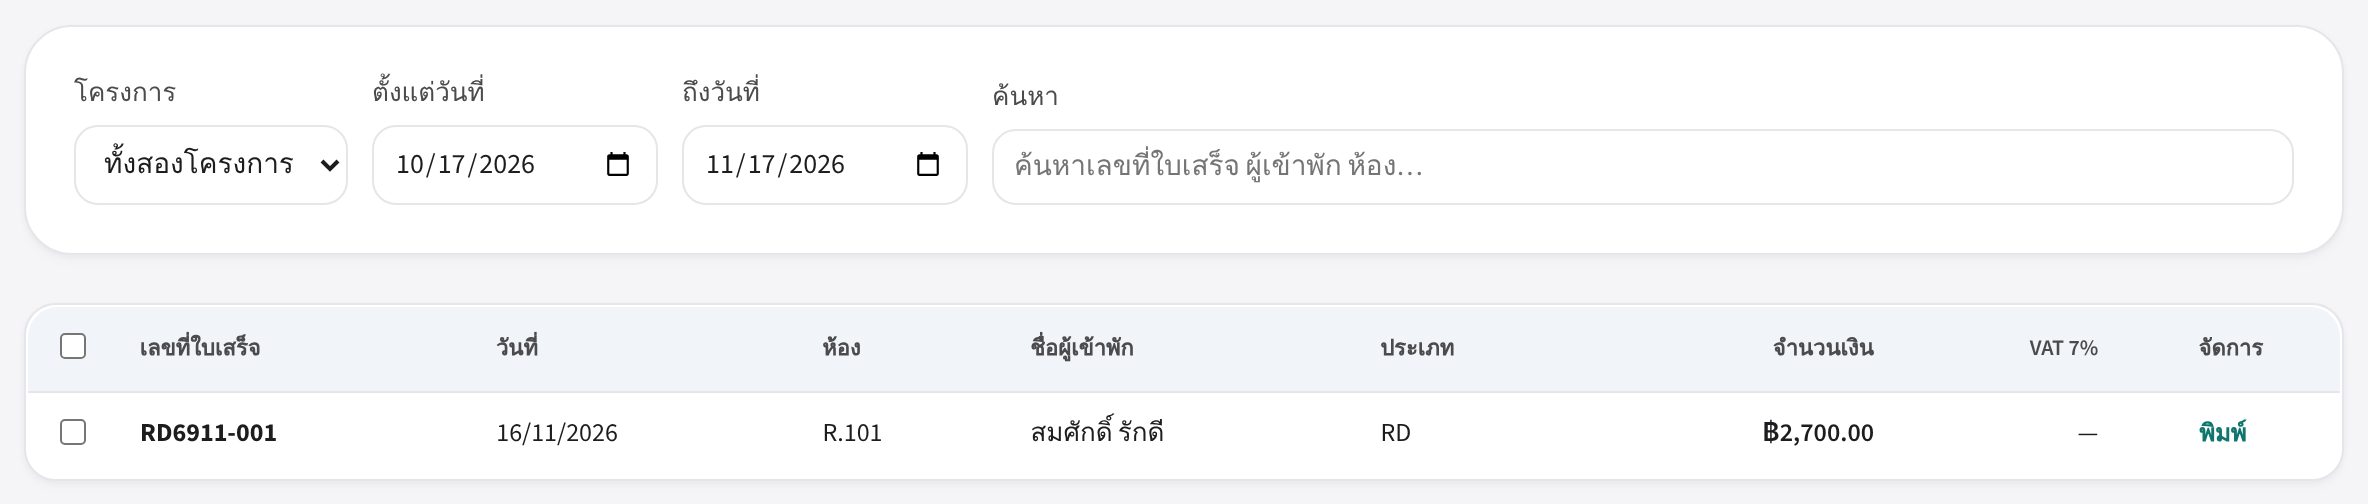 โครงการ ตั้งแต่วันที่ ถึงวันที่ ค้นหา
ทั้งสองโครงการ 10/17/2026 11/17/2026 ค้นหาเลขที่ใบเสร็จ ผู้เข้าพัก ห้อง...
เลขที่ใบเสร็จ วันที่ ห้อง ชื่อผู้เข้าพัก ประเภท จำนวนเงิน VAT 7% จัดการ
RD6911-001 16/11/2026 R.101 สมศักดิ์ รักดี RD ฿2,700.00 — พิมพ์